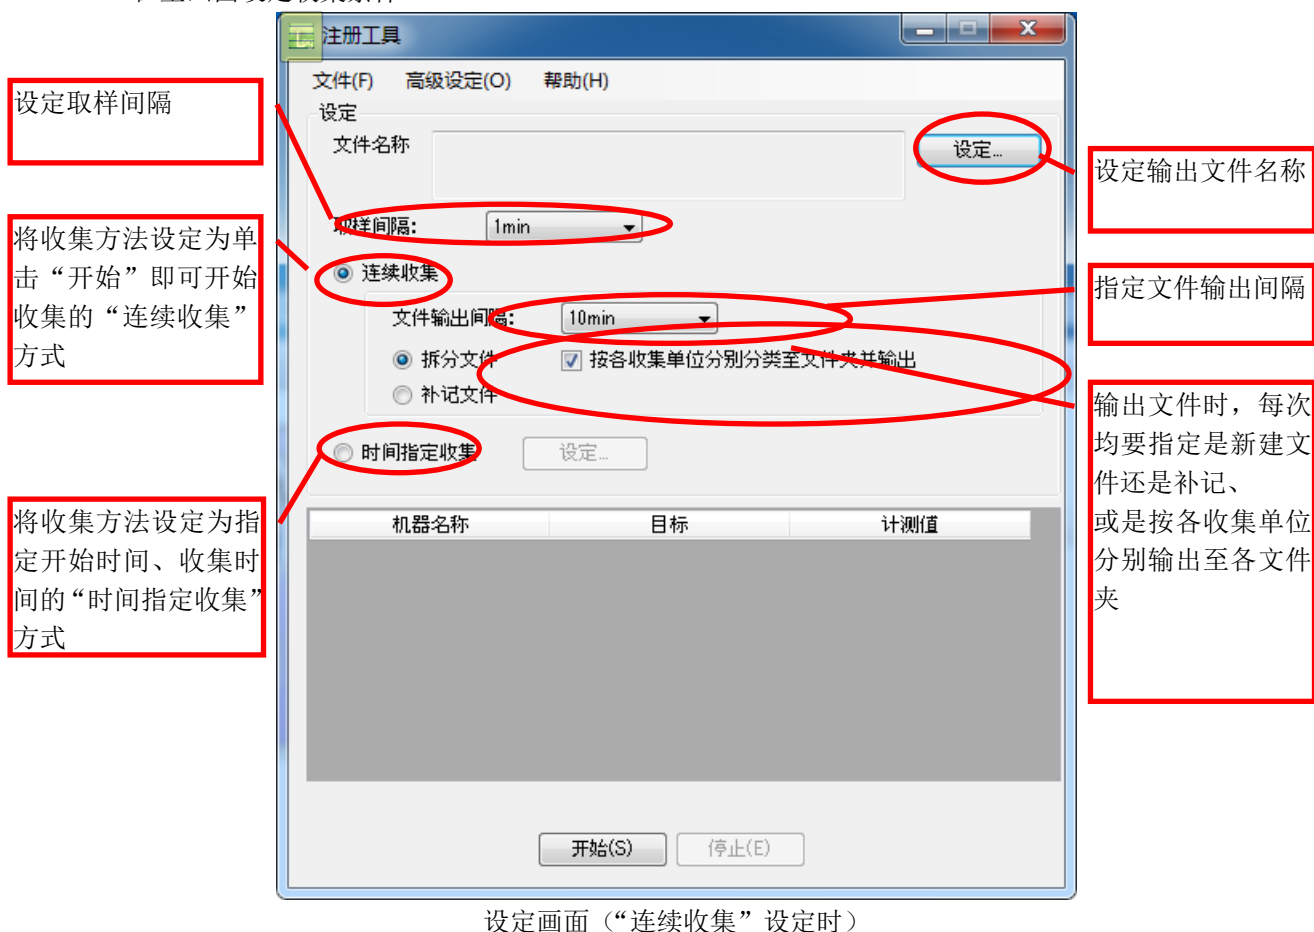 注册工具
文件(F) 高级设定(O) 帮助(H)
设定
文件名称
设定...
取样间隔: 1min
连续收集
文件输出间隔: 10min
拆分文件 按各收集单位分别分类至文件夹并输出
补记文件
时间指定收集 设定...
机器名称 目标 计测值
开始(S) 停止(E)
设定取样间隔
将收集方法设定为单
击“开始”即可开始
收集的“连续收集”
方式
将收集方法设定为指
定开始时间、收集时
间的“时间指定收集”
方式
设定输出文件名称
指定文件输出间隔
输出文件时，每次
均要指定是新建文
件还是补记、
或是按各收集单位
分别输出至各文件
夹
设定画面（“连续收集”设定时）